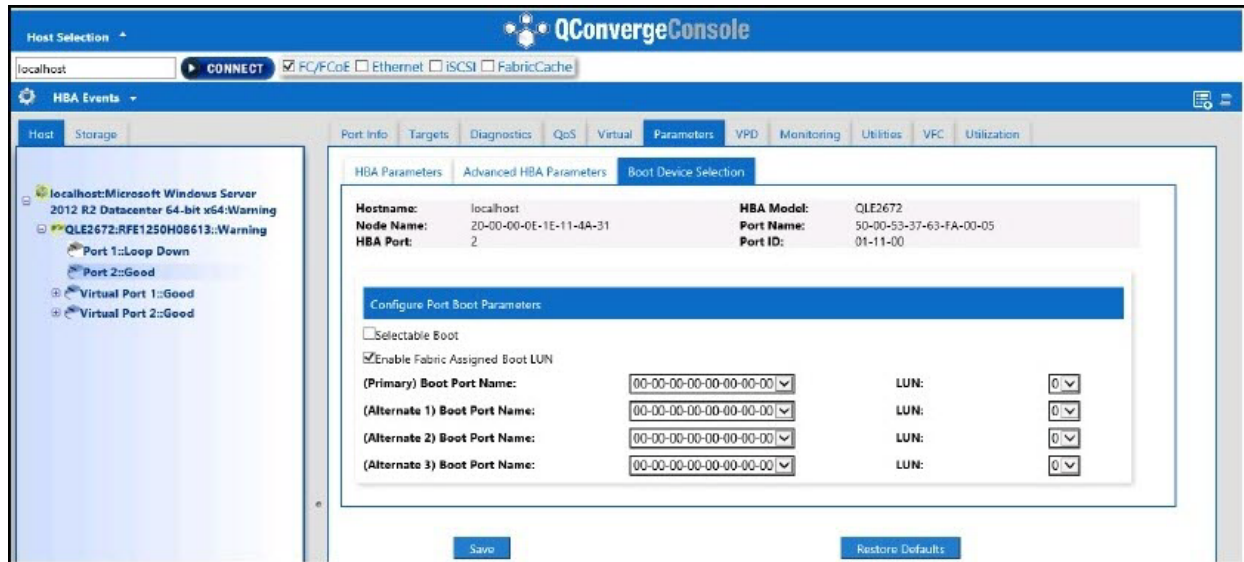 Host Selection
QConvergeConsole
localhost
CONNECT
FC/FCoE Ethernet iSCSI FabricCache
HBA Events
Host Storage
Port Info Targets Diagnostics QoS Virtual Parameters VPD Monitoring Utilities VFC Utilization
HBA Parameters Advanced HBA Parameters Boot Device Selection
localhost:Microsoft Windows Server
2012 R2 Datacenter 64-bit x64:Warning
QLE2672:RFE1250H08613::Warning
Port 1::Loop Down
Port 2::Good
Virtual Port 1::Good
Virtual Port 2::Good
Hostname: localhost HBA Model: QLE2672
Node Name: 20-00-00-0E-1E-11-4A-31 Port Name: 50-00-53-37-63-FA-00-05
HBA Port: 2 Port ID: 01-11-00
Configure Port Boot Parameters
Selectable Boot
Enable Fabric Assigned Boot LUN
(Primary) Boot Port Name: 00-00-00-00-00-00-00-00 LUN: 0
(Alternate 1) Boot Port Name: 00-00-00-00-00-00-00-00 LUN: 0
(Alternate 2) Boot Port Name: 00-00-00-00-00-00-00-00 LUN: 0
(Alternate 3) Boot Port Name: 00-00-00-00-00-00-00-00 LUN: 0
Save Restore Defaults